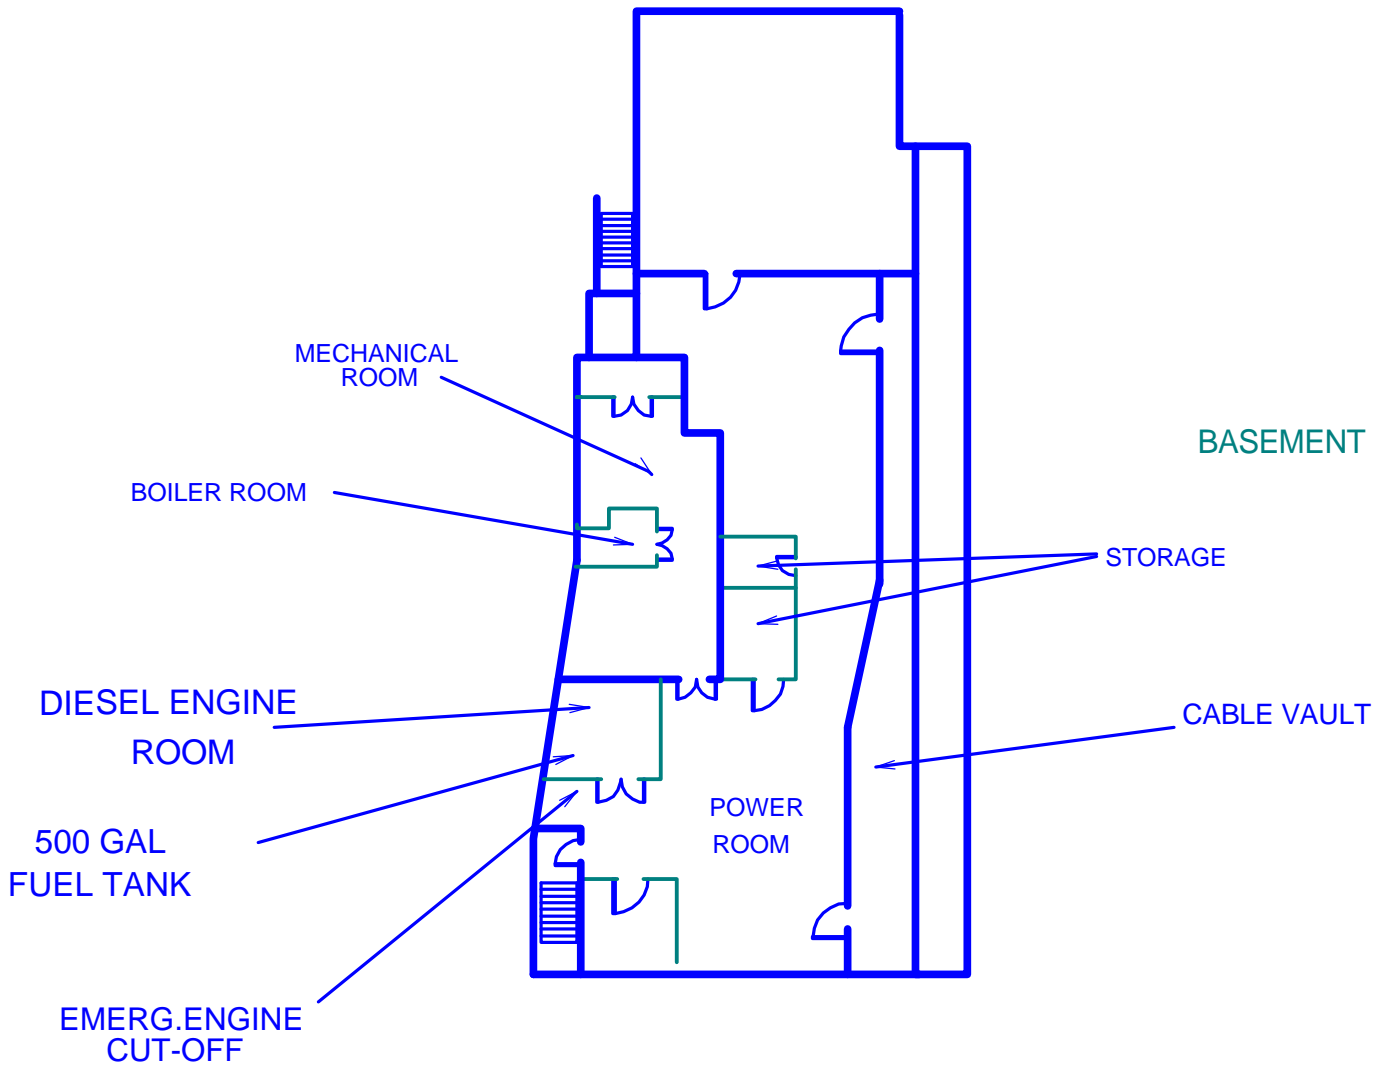 MECHANICAL
ROOM
BASEMENT
BOILER ROOM
STORAGE
DIESEL ENGINE
ROOM
CABLE VAULT
POWER
ROOM
500 GAL
FUEL TANK
EMERG.ENGINE
CUT-OFF